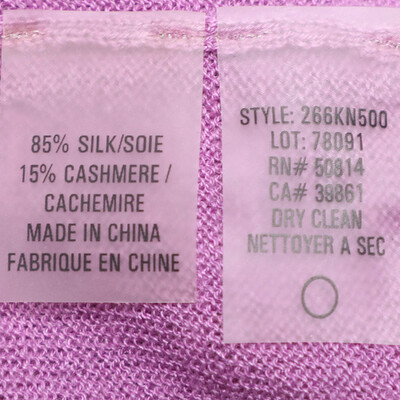 85% SILK/SOIE
15% CASHMERE /
CACHEMIRE
MADE IN CHINA
FABRIQUE EN CHINE
STYLE: 266KN500
LOT: 78091
RN# 50814
CA# 39861
DRY CLEAN
NETTOYER A SEC